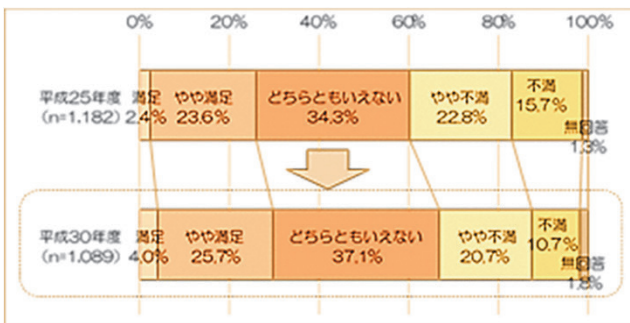 0% 20% 40% 60% 80% 100%
平成25年度 満足 やや満足 どちらともいえない やや不満 不満
(n=1,182) 2.4% 23.6% 34.3% 22.8% 15.7%
無回答
1.3%
平成30年度 満足 やや満足 どちらともいえない やや不満 不満
(n=1,089) 4.0% 25.7% 37.1% 20.7% 10.7%
無回答
1.8%